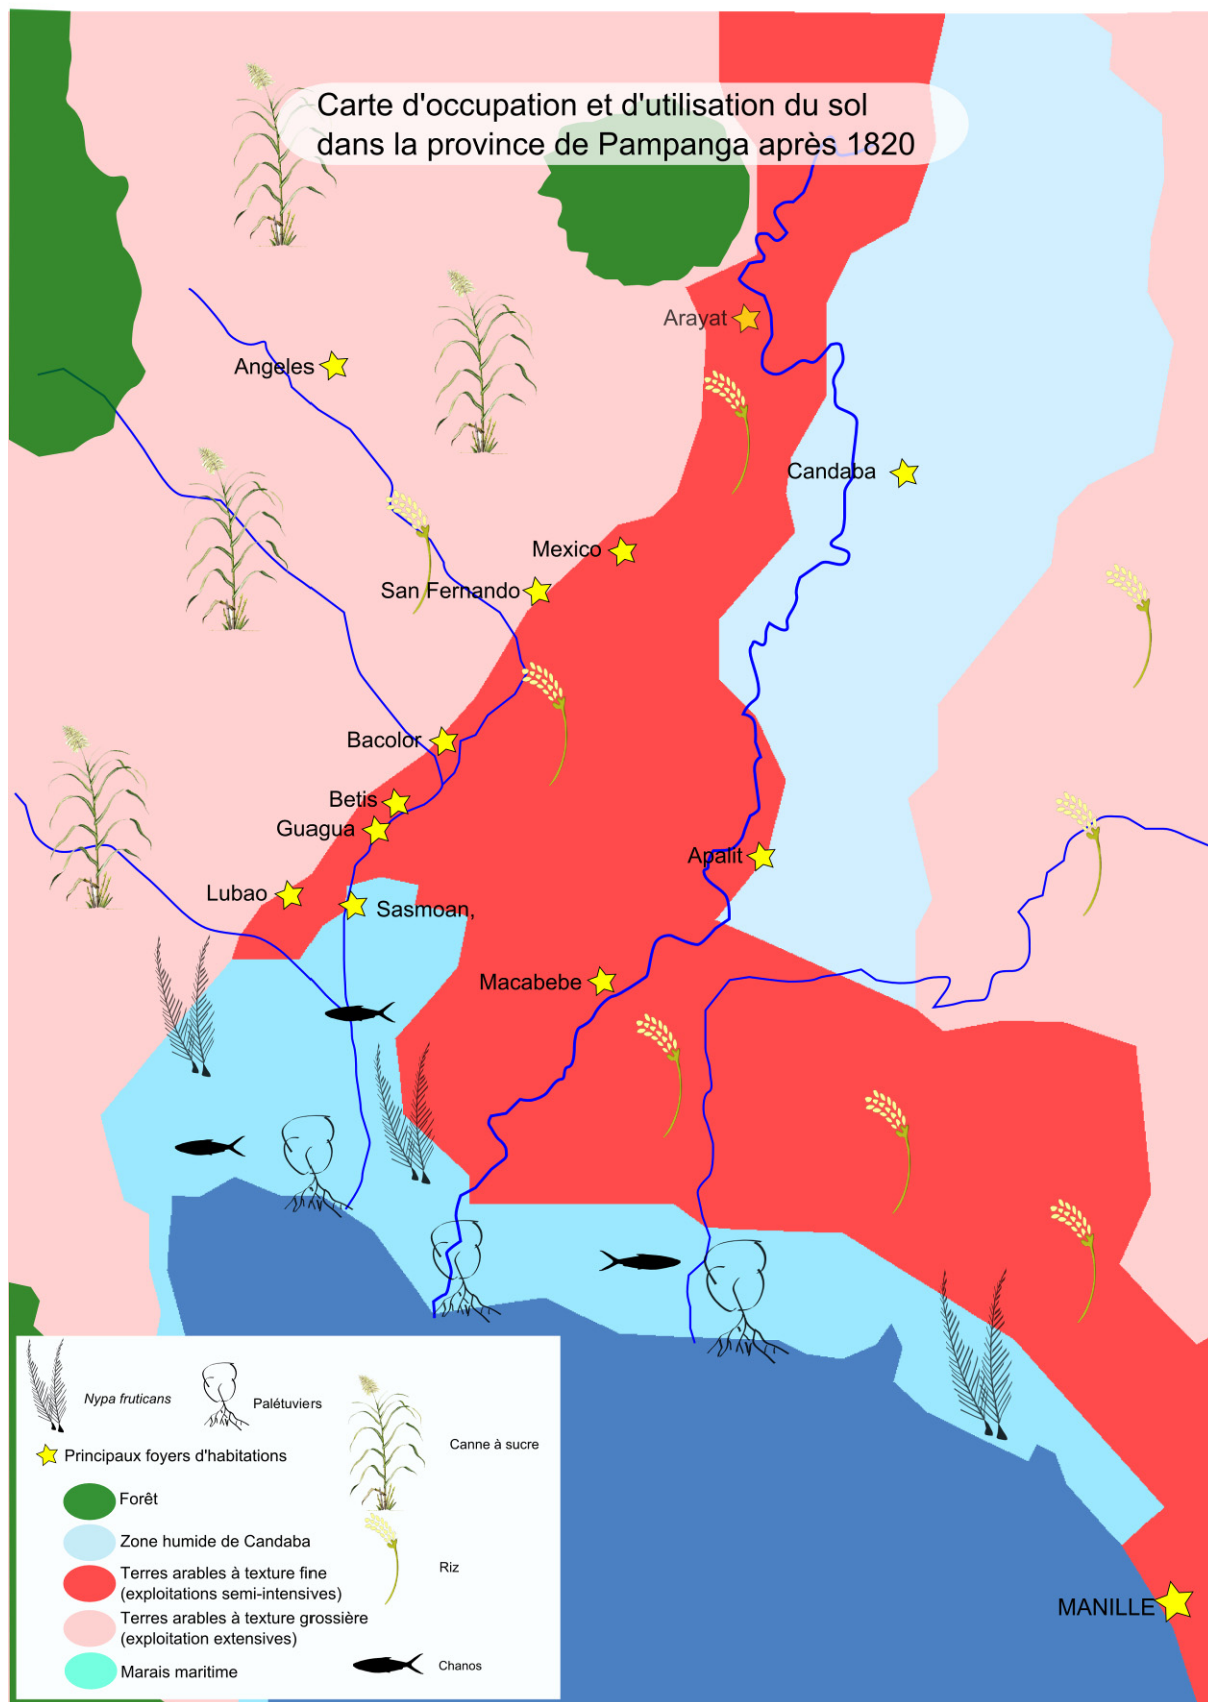 Carte d'occupation et d'utilisation du sol
dans la province de Pampanga après 1820
Arayat
Angeles
Candaba
Mexico
San Fernando
Bacolor
Betis
Guagua
Apalit
Lubao
Sasmoan,
Macabebe
Nypa fruticans
Palétuviers
Canne à sucre
Principaux foyers d'habitations
Forêt
Zone humide de Candaba
Riz
Terres arables à texture fine
(exploitations semi-intensives)
Terres arables à texture grossière
(exploitation extensives)
Marais maritime
Chanos
MANILLE